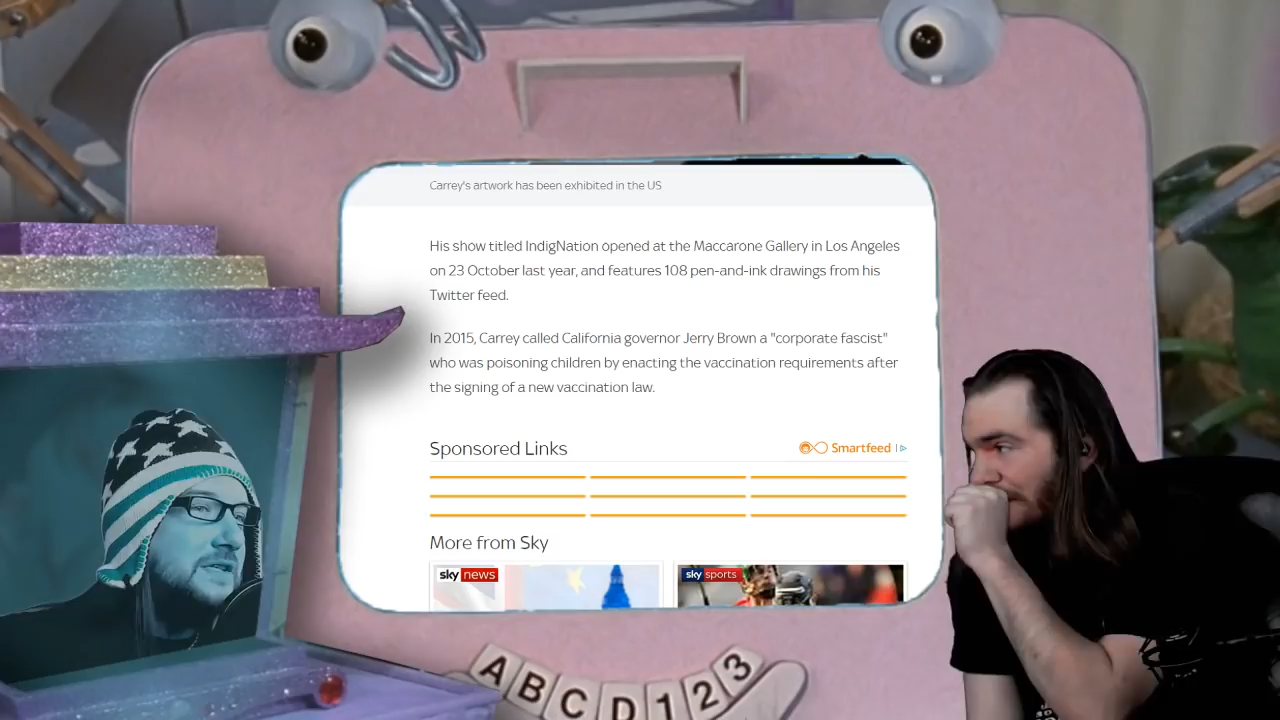 Carrey's artwork has been exhibited in the US
His show titled IndigNation opened at the Maccarone Gallery in Los Angeles
on 23 October last year, and features 108 pen-and-ink drawings from his
Twitter feed.
In 2015, Carrey called California governor Jerry Brown a "corporate fascist"
who was poisoning children by enacting the vaccination requirements after
the signing of a new vaccination law.
Sponsored Links
Smartfeed
More from Sky
sky news
sky sports
A B C D 1 2 3